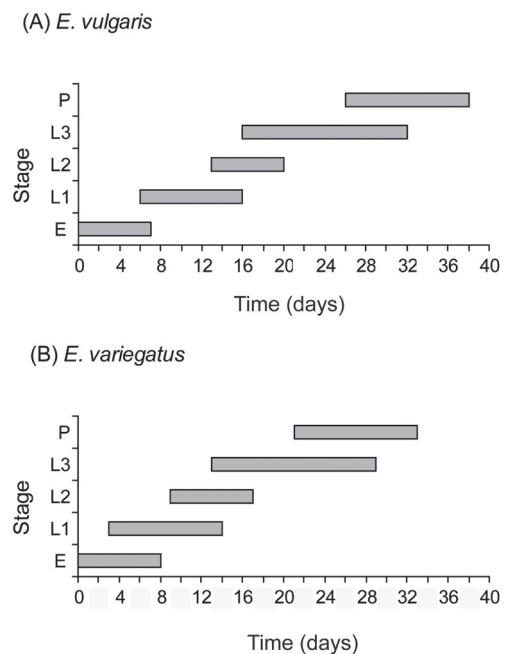 (A) E. vulgaris
P
L3
L2
L1
E
Stage
0 4 8 12 16 20 24 28 32 36 40
Time (days)
(B) E. variegatus
P
L3
L2
L1
E
Stage
0 4 8 12 16 20 24 28 32 36 40
Time (days)